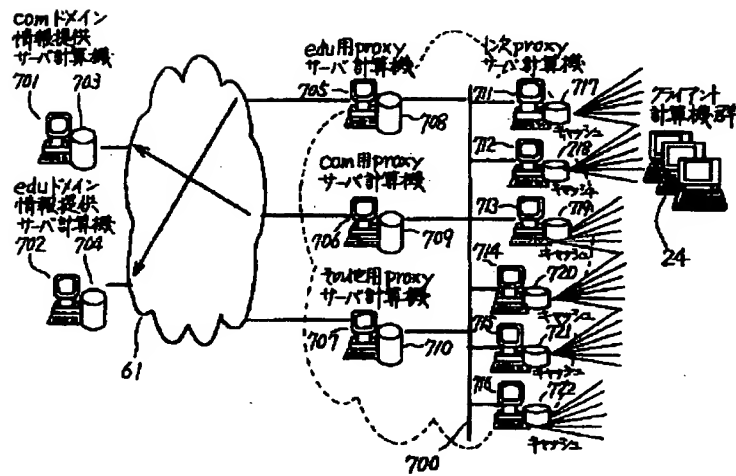 comドメイン
情報提供
サーバ計算機
701
703
eduドメイン
情報提供
サーバ計算機
702
704
61
edu用proxy
サーバ計算機
705
708
com用proxy
サーバ計算機
706
709
その他用proxy
サーバ計算機
707
710
1次proxy
サーバ計算機
711
717
キャッシュ
712
718
キャッシュ
713
719
キャッシュ
714
720
キャッシュ
715
721
キャッシュ
716
722
キャッシュ
700
クライアント
計算機群
24